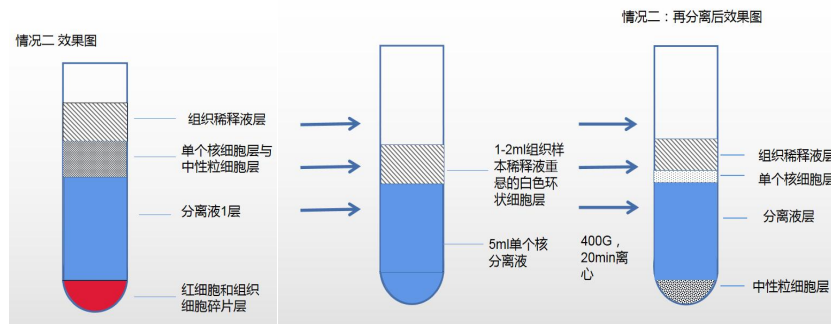 情况二 效果图
组织稀释液层
单个核细胞层与
中性粒细胞层
分离液1层
红细胞和组织
细胞碎片层
1-2ml组织样
本稀释液重
悬的白色环
状细胞层
5ml单个核
分离液
400G，
20min离
心
情况二：再分离后效果图
组织稀释液层
单个核细胞层
分离液层
中性粒细胞层